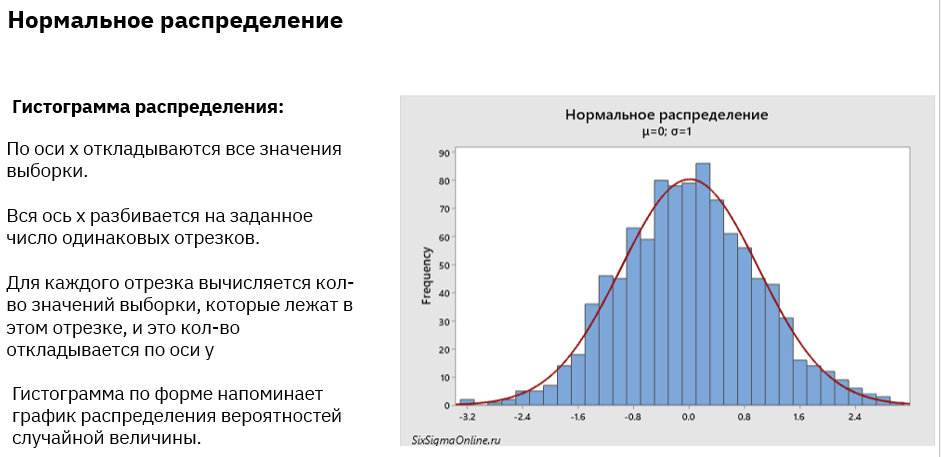 Нормальное распределение
Гистограмма распределения:
По оси x откладываются все значения
выборки.
Вся ось x разбивается на заданное
число одинаковых отрезков.
Для каждого отрезка вычисляется кол-
во значений выборки, которые лежат в
этом отрезке, и это кол-во
откладывается по оси y
Гистограмма по форме напоминает
график распределения вероятностей
случайной величины.
Нормальное распределение
μ=0; σ=1
Frequency
90
80
70
60
50
40
30
20
10
0
-3.2 -2.4 -1.6 -0.8 0.0 0.8 1.6 2.4
SixSigmaOnline.ru